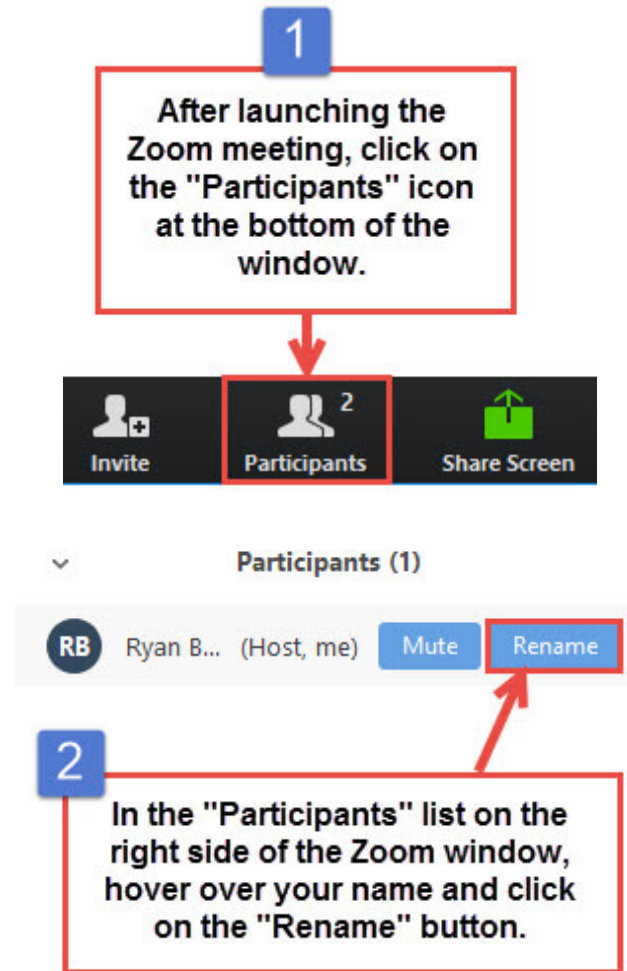 1
After launching the
Zoom meeting, click on
the "Participants" icon
at the bottom of the
window.
2
Invite
Participants
Share Screen
Participants (1)
RB Ryan B... (Host, me) Mute Rename
2
In the "Participants" list on the
right side of the Zoom window,
hover over your name and click
on the "Rename" button.